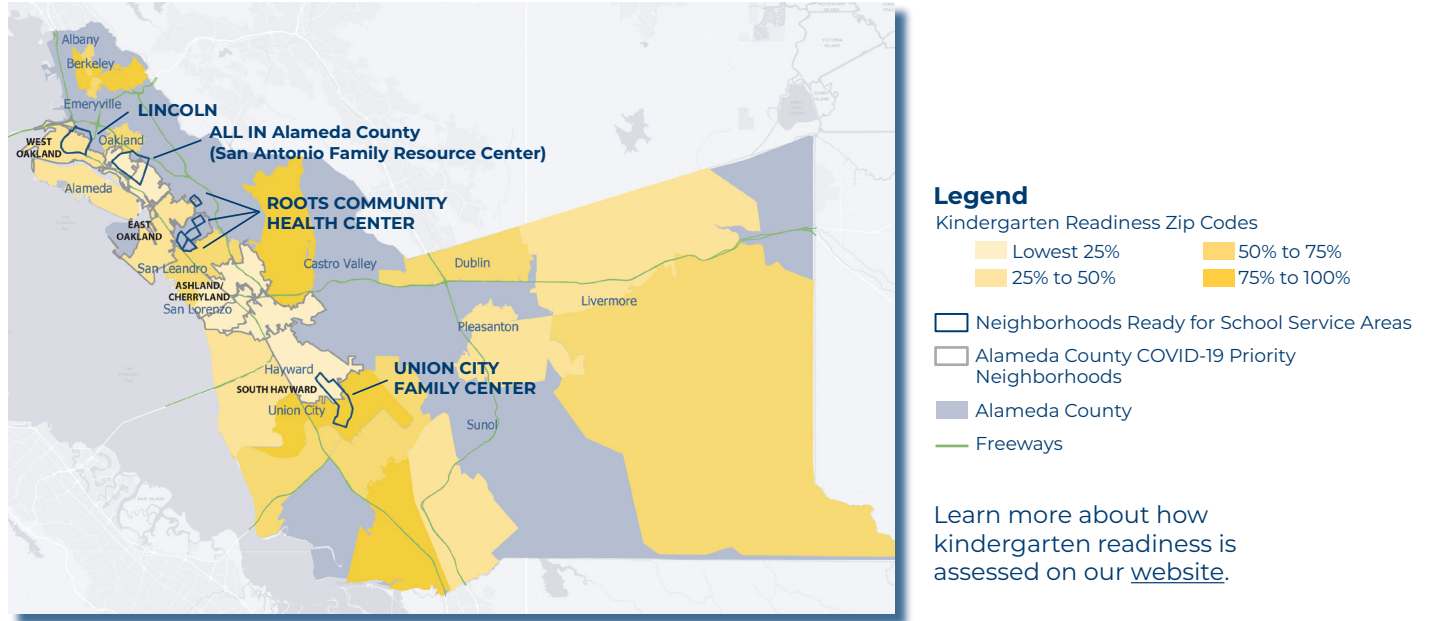 Albany
Berkeley
Emeryville
LINCOLN
WEST
OAKLAND
Oakland
ALL IN Alameda County
(San Antonio Family Resource Center)
Alameda
ROOTS COMMUNITY
HEALTH CENTER
EAST
OAKLAND
San Leandro
Castro Valley
Dublin
ASHLAND/
CHERRYLAND
San Lorenzo
Livermore
Pleasanton
Hayward
UNION CITY
FAMILY CENTER
SOUTH HAYWARD
Union City
Sunol
Legend
Kindergarten Readiness Zip Codes
Lowest 25%
50% to 75%
25% to 50%
75% to 100%
Neighborhoods Ready for School Service Areas
Alameda County COVID-19 Priority
Neighborhoods
Alameda County
Freeways
Learn more about how
kindergarten readiness is
assessed on our website.